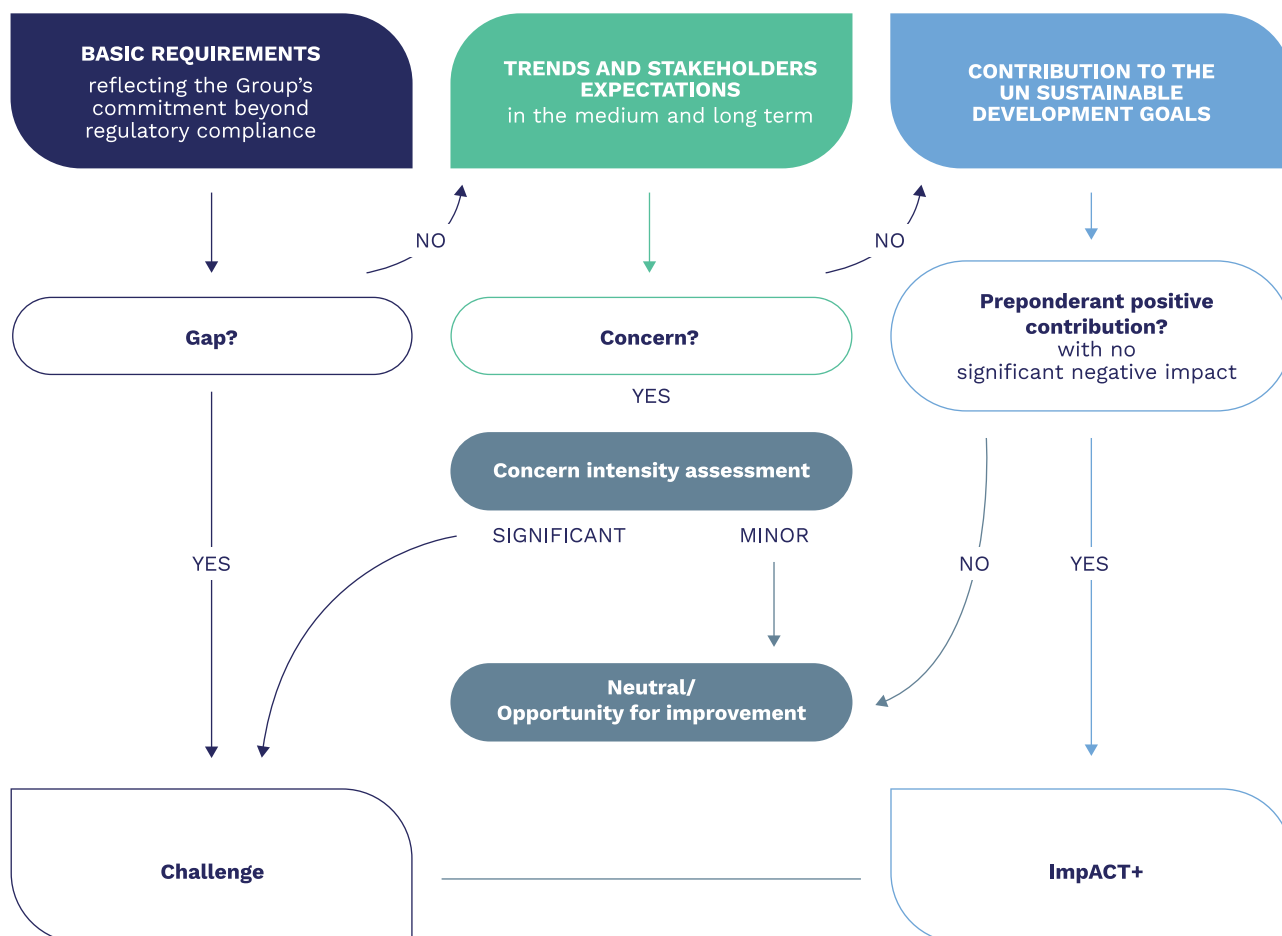 BASIC REQUIREMENTS
reflecting the Group's
commitment beyond
regulatory compliance
TRENDS AND STAKEHOLDERS
EXPECTATIONS
in the medium and long term
CONTRIBUTION TO THE
UN SUSTAINABLE
DEVELOPMENT GOALS
NO
NO
Gap?
Concern?
Preponderant positive
contribution?
with no
significant negative impact
YES
Concern intensity assessment
SIGNIFICANT
MINOR
YES
NO
YES
Neutral/
Opportunity for improvement
Challenge
ImpACT+